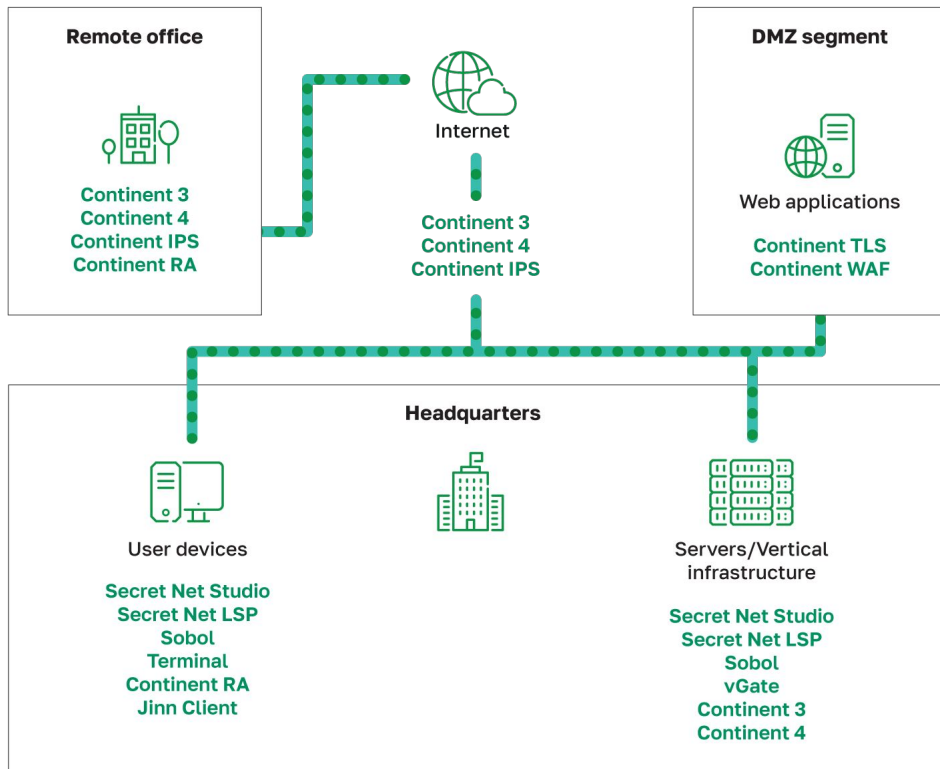 Remote office
Continent 3
Continent 4
Continent IPS
Continent RA
Internet
Continent 3
Continent 4
Continent IPS
DMZ segment
Web applications
Continent TLS
Continent WAF
Headquarters
User devices
Secret Net Studio
Secret Net LSP
Sobol
Terminal
Continent RA
Jinn Client
Servers/Vertical
infrastructure
Secret Net Studio
Secret Net LSP
Sobol
vGate
Continent 3
Continent 4